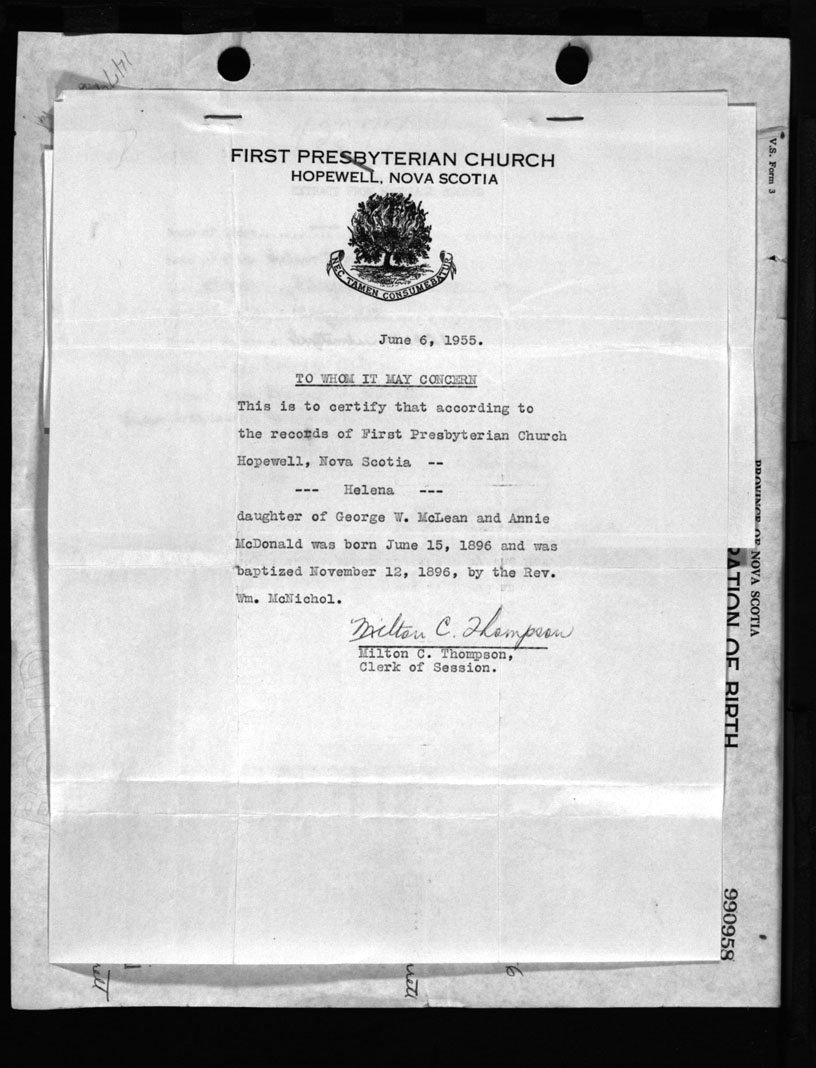 FIRST PRESBYTERIAN CHURCH
HOPEWELL, NOVA SCOTIA
NEC TAMEN CONSUMEBATUR
June 6, 1955.
TO WHOM IT MAY CONCERN
This is to certify that according to
the records of First Presbyterian Church
Hopewell, Nova Scotia --
--- Helena ---
daughter of George W. McLean and Annie
McDonald was born June 15, 1896 and was
baptized November 12, 1896, by the Rev.
Wm. McNichol.
Milton C. Thompson
Milton C. Thompson,
Clerk of Session.
V.S. Form 3
PROVINCE OF NOVA SCOTIA
ATION OF BIRTH
990958